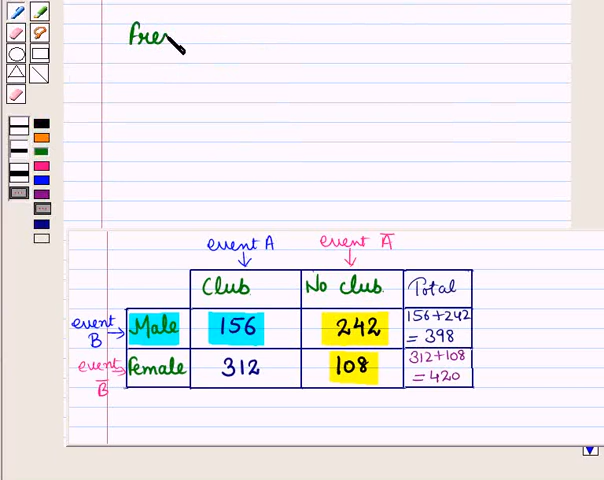 Fre
event A event A̅
Club No club Total
event B Male 156 242 156+242 = 398
event B̅ Female 312 108 312+108 = 420